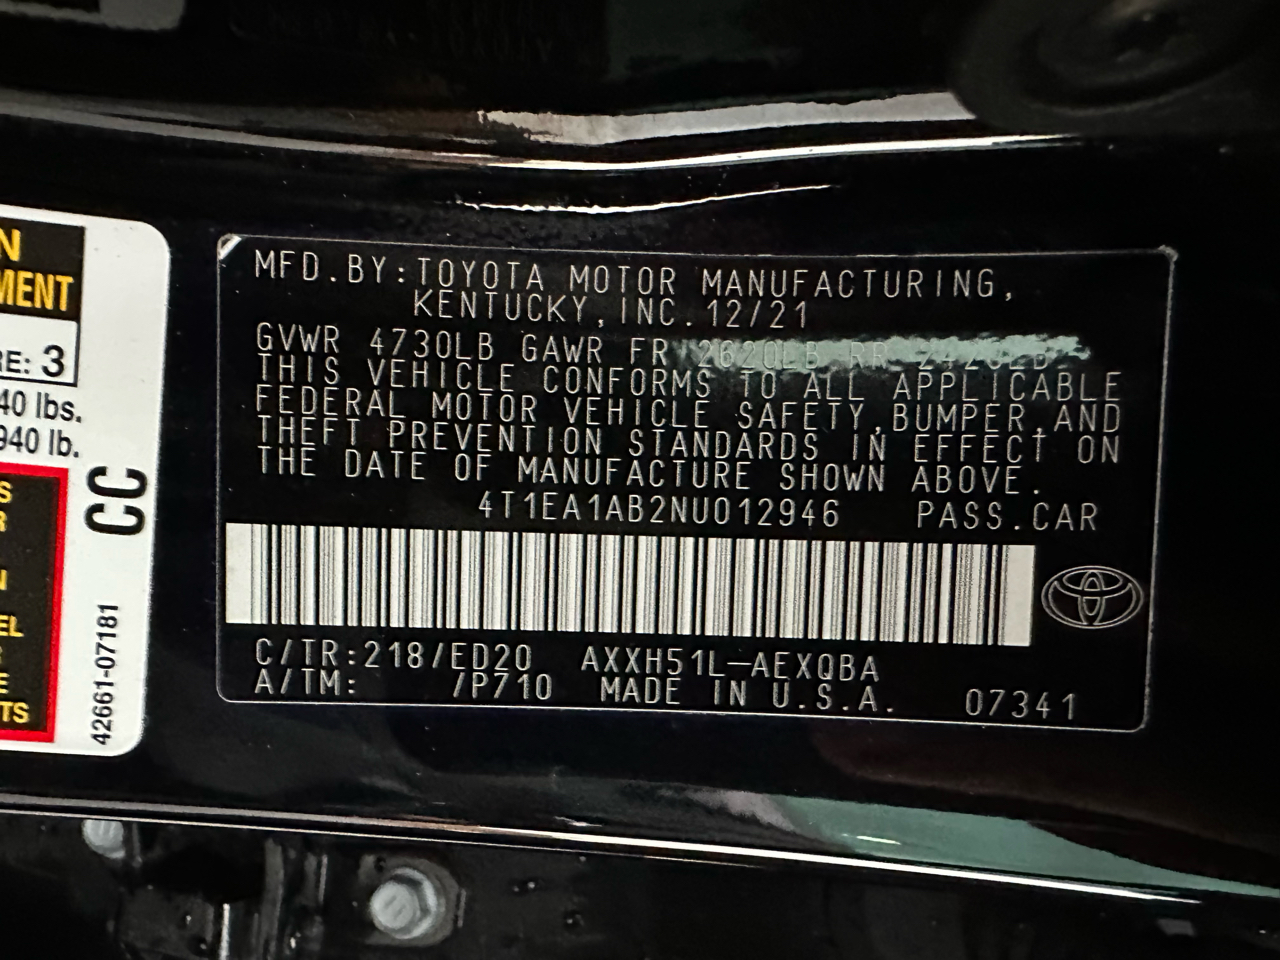 N
MENT
RE: 3
40 lbs.
940 lb.
S
R
N
EL
E
TS
CC
42661-07181
MFD.BY:TOYOTA MOTOR MANUFACTURING,
KENTUCKY,INC.12/21
GVWR 4730LB GAWR FR 2620LB RR 2420LB
THIS VEHICLE CONFORMS TO ALL APPLICABLE
FEDERAL MOTOR VEHICLE SAFETY,BUMPER,AND
THEFT PREVENTION STANDARDS IN EFFECT ON
THE DATE OF MANUFACTURE SHOWN ABOVE.
4T1EA1AB2NU012946 PASS.CAR
C/TR:218/ED20 AXXH51L-AEXQBA
A/TM: /P710 MADE IN U.S.A. 07341